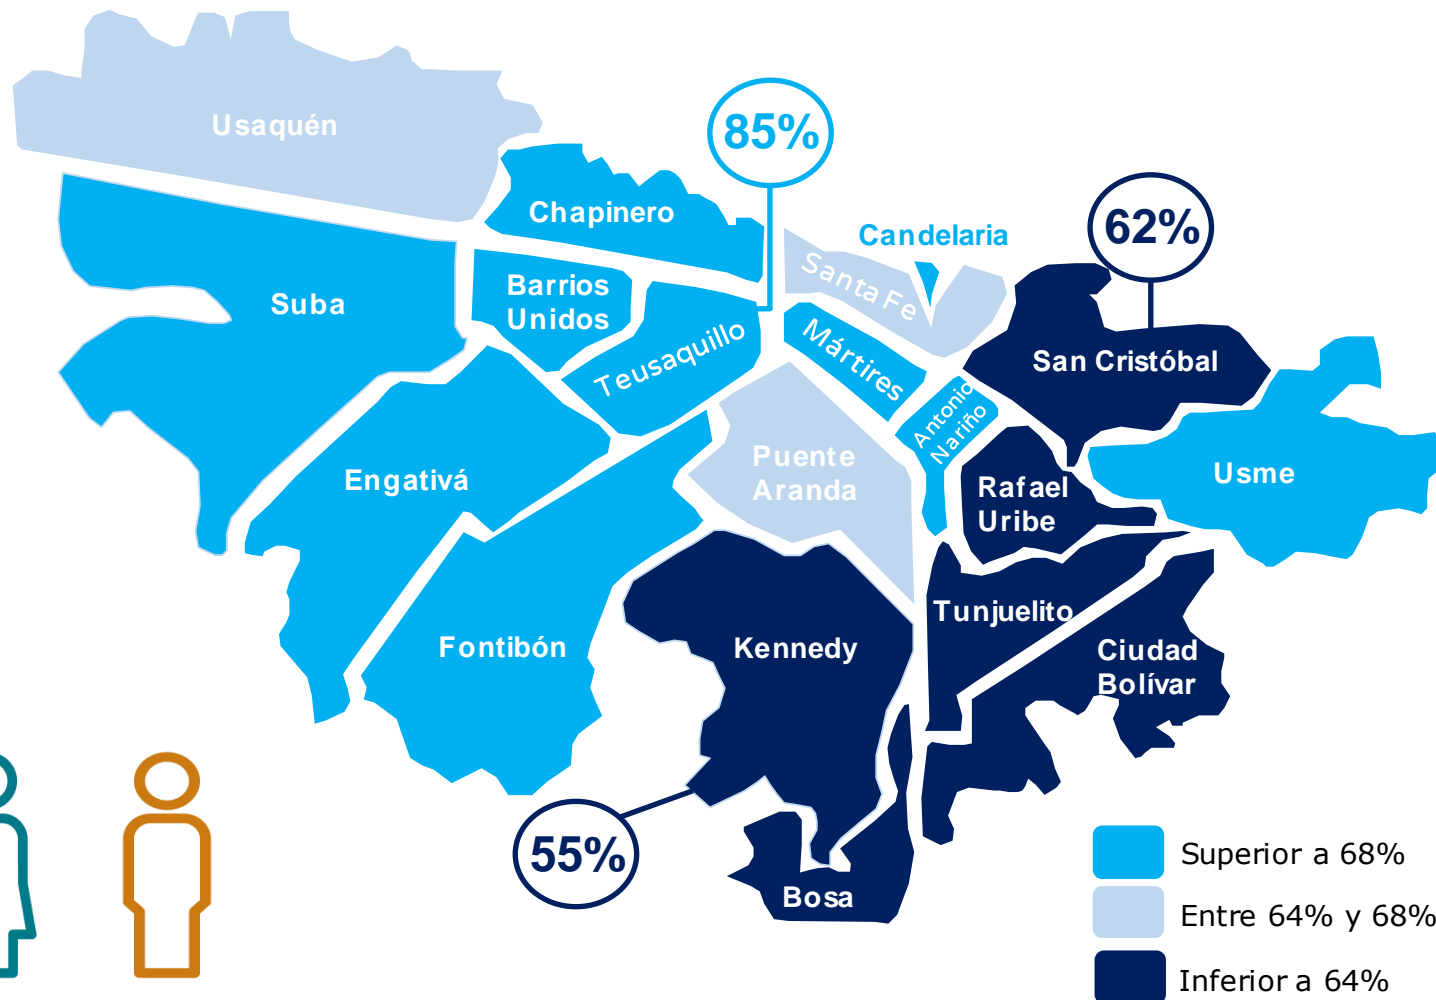 Usaquén
85%
62%
Chapinero
Candelaria
Santa Fe
Suba
Barrios
Unidos
Teusaquillo
Mártires
San Cristóbal
Antonio
Nariño
Puente
Aranda
Engativá
Rafael
Uribe
Usme
Tunjuelito
Fontibón
Kennedy
Ciudad
Bolívar
55%
Bosa
Superior a 68%
Entre 64% y 68%
Inferior a 64%